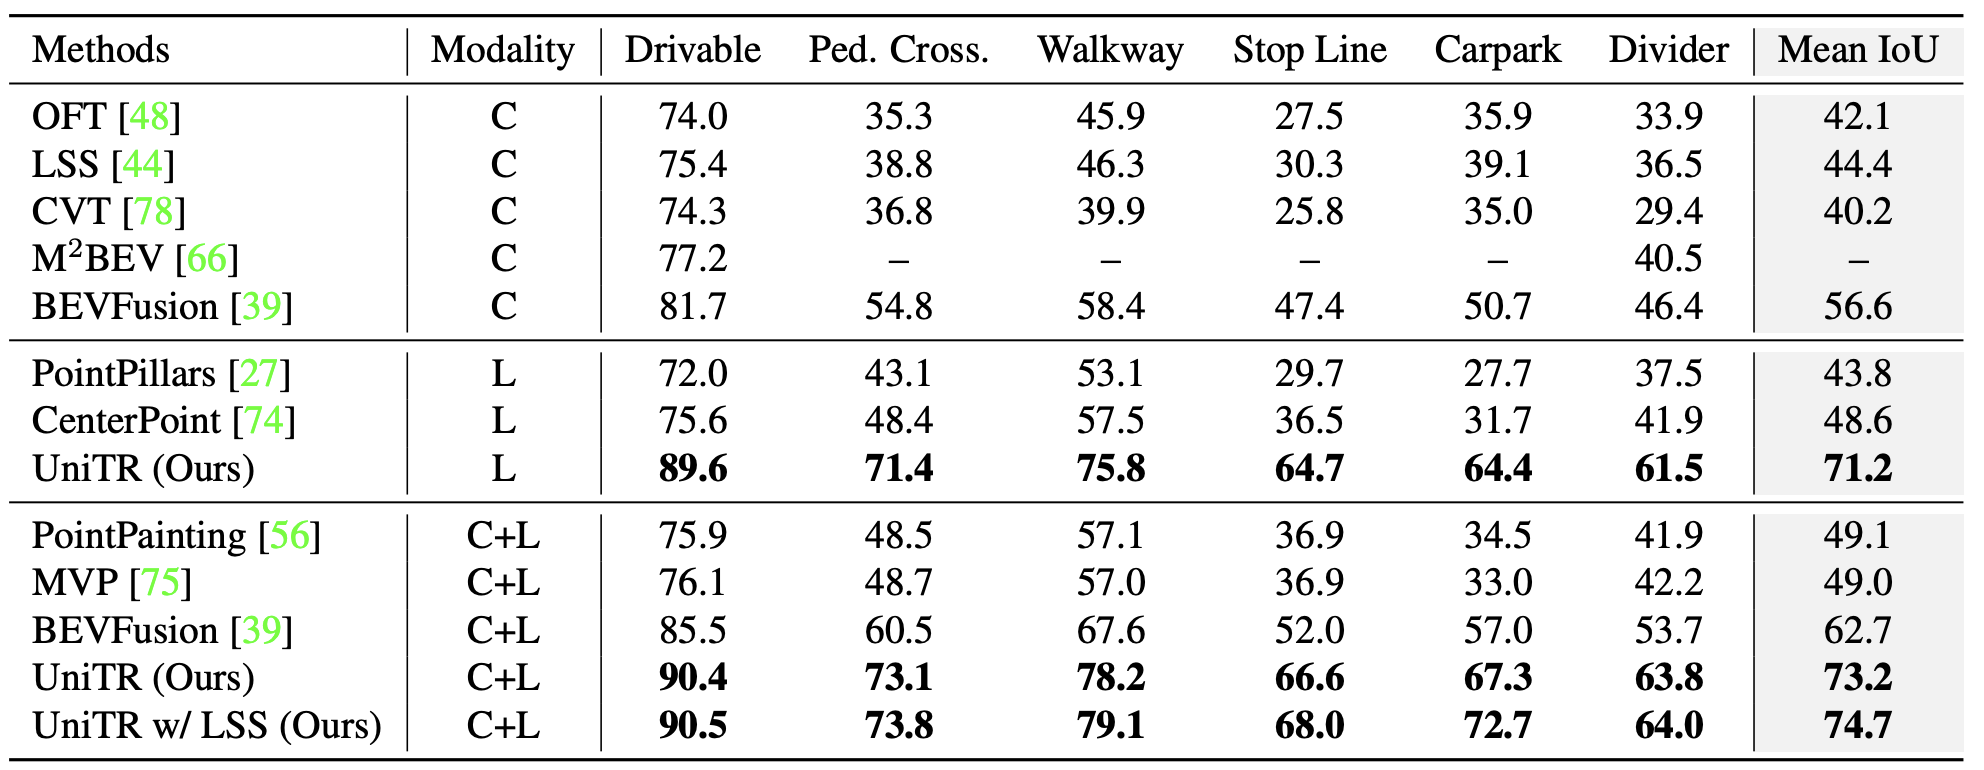 Methods Modality Drivable Ped. Cross. Walkway Stop Line Carpark Divider Mean IoU
OFT [48] C 74.0 35.3 45.9 27.5 35.9 33.9 42.1
LSS [44] C 75.4 38.8 46.3 30.3 39.1 36.5 44.4
CVT [78] C 74.3 36.8 39.9 25.8 35.0 29.4 40.2
M²BEV [66] C 77.2 – – – – 40.5 –
BEVFusion [39] C 81.7 54.8 58.4 47.4 50.7 46.4 56.6
PointPillars [27] L 72.0 43.1 53.1 29.7 27.7 37.5 43.8
CenterPoint [74] L 75.6 48.4 57.5 36.5 31.7 41.9 48.6
UniTR (Ours) L 89.6 71.4 75.8 64.7 64.4 61.5 71.2
PointPainting [56] C+L 75.9 48.5 57.1 36.9 34.5 41.9 49.1
MVP [75] C+L 76.1 48.7 57.0 36.9 33.0 42.2 49.0
BEVFusion [39] C+L 85.5 60.5 67.6 52.0 57.0 53.7 62.7
UniTR (Ours) C+L 90.4 73.1 78.2 66.6 67.3 63.8 73.2
UniTR w/ LSS (Ours) C+L 90.5 73.8 79.1 68.0 72.7 64.0 74.7